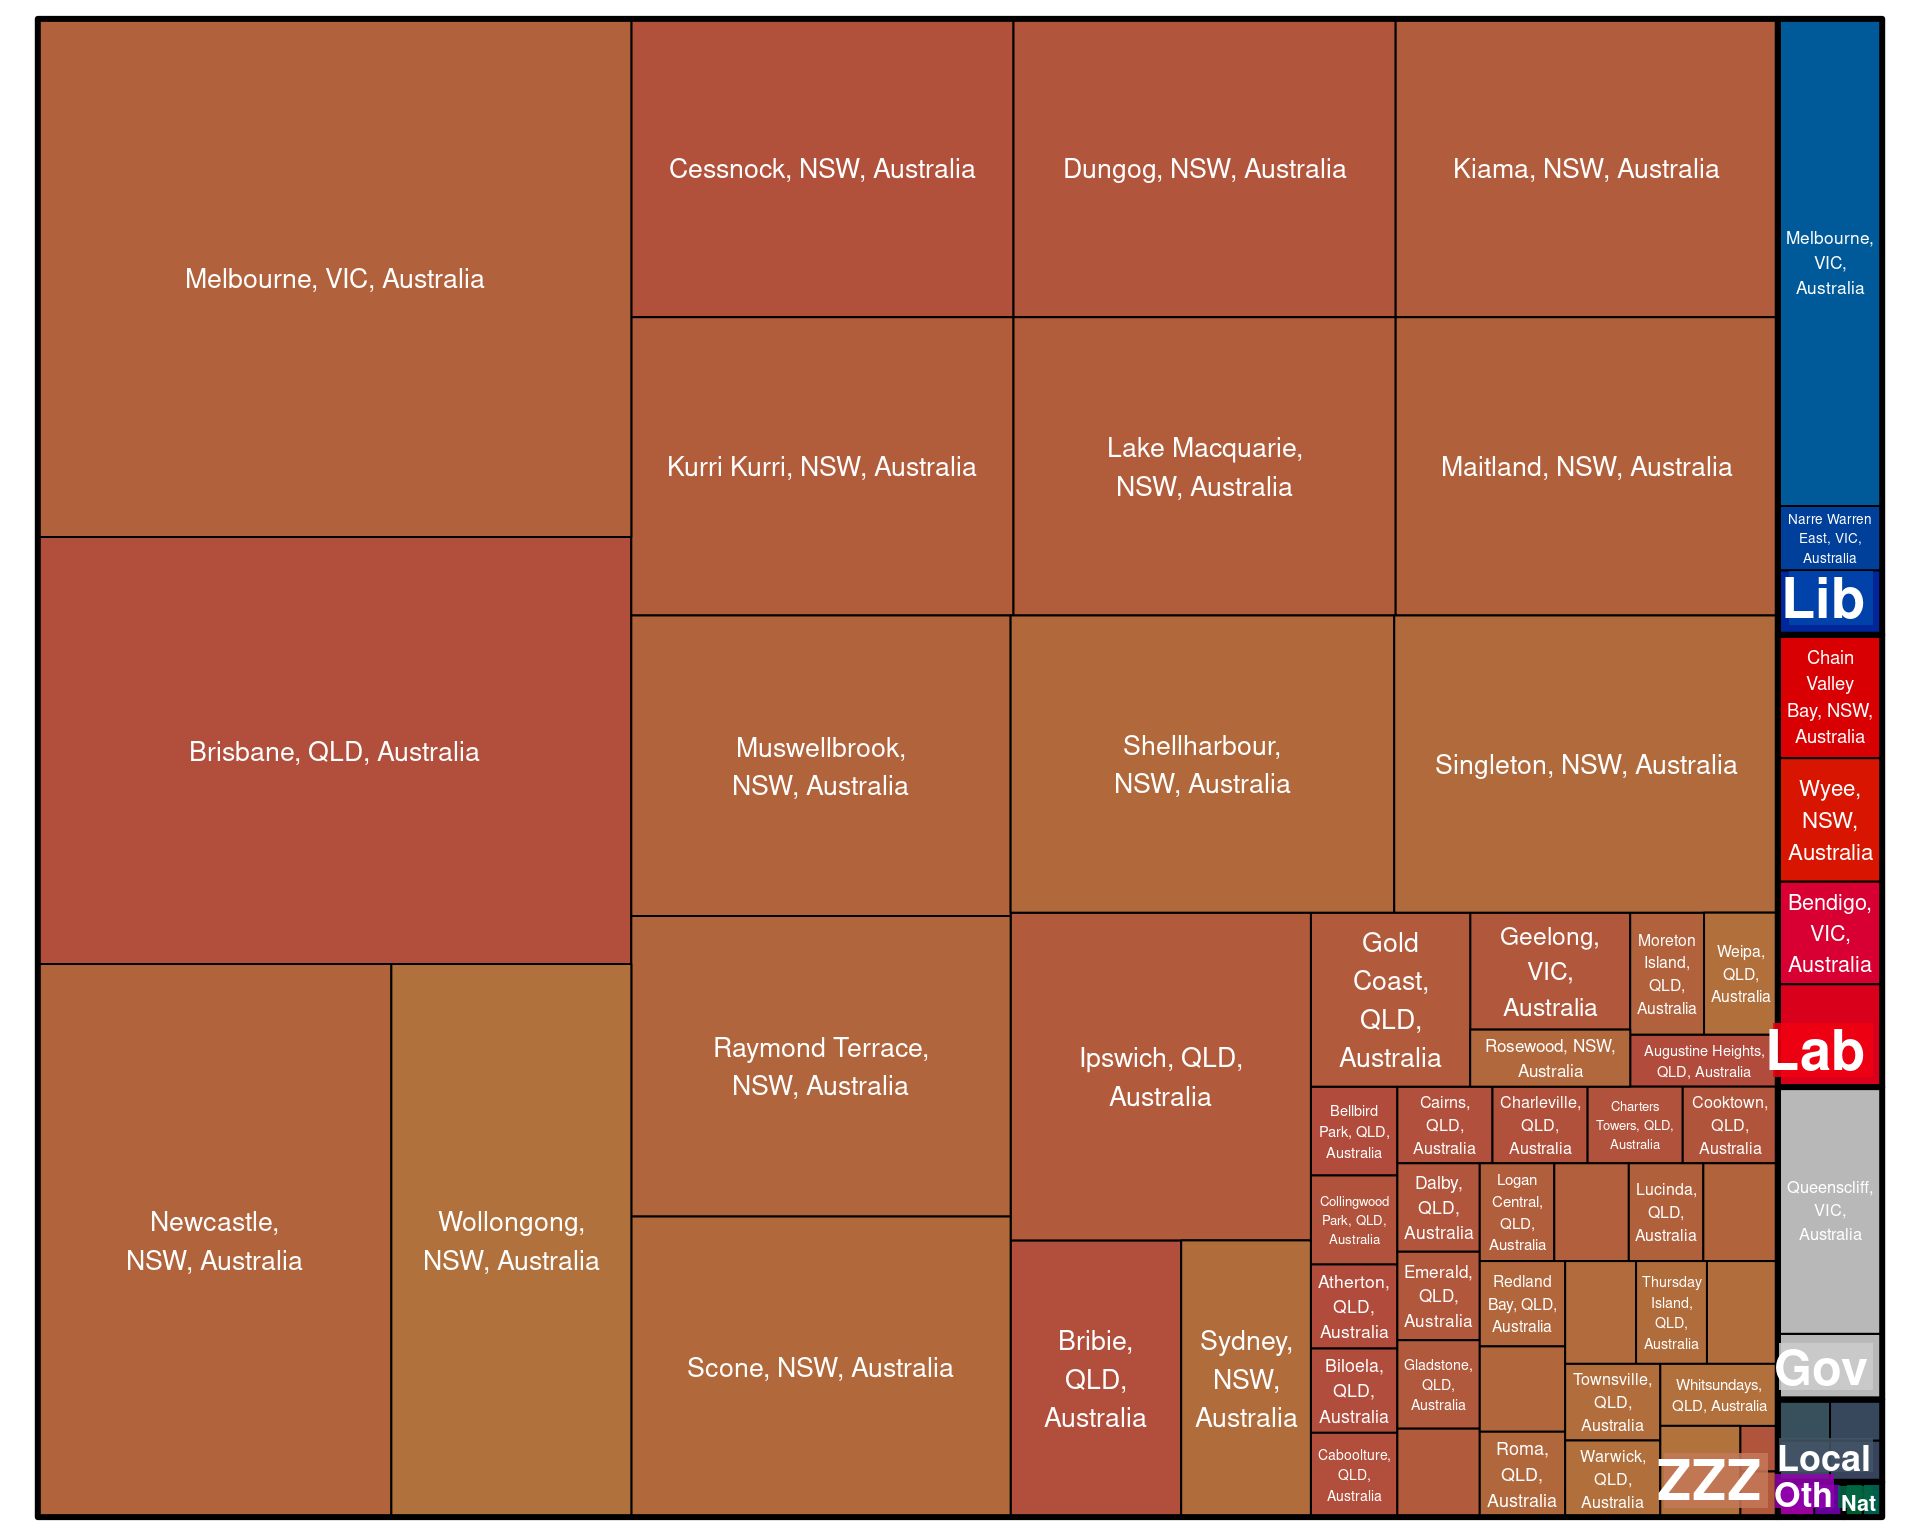 Melbourne, VIC, Australia
Brisbane, QLD, Australia
Newcastle,
NSW, Australia
Wollongong,
NSW, Australia
Cessnock, NSW, Australia
Dungog, NSW, Australia
Kiama, NSW, Australia
Kurri Kurri, NSW, Australia
Lake Macquarie,
NSW, Australia
Maitland, NSW, Australia
Muswellbrook,
NSW, Australia
Shellharbour,
NSW, Australia
Singleton, NSW, Australia
Raymond Terrace,
NSW, Australia
Scone, NSW, Australia
Ipswich, QLD,
Australia
Bribie,
QLD,
Australia
Sydney,
NSW,
Australia
Gold
Coast,
QLD,
Australia
Geelong,
VIC,
Australia
Rosewood, NSW,
Australia
Moreton
Island,
QLD,
Australia
Weipa,
QLD,
Australia
Augustine Heights,
QLD, Australia
Bellbird
Park, QLD,
Australia
Collingwood
Park, QLD,
Australia
Atherton,
QLD,
Australia
Biloela,
QLD,
Australia
Caboolture,
QLD,
Australia
Cairns,
QLD,
Australia
Charleville,
QLD,
Australia
Charters
Towers, QLD,
Australia
Cooktown,
QLD,
Australia
Dalby,
QLD,
Australia
Emerald,
QLD,
Australia
Gladstone,
QLD,
Australia
Logan
Central,
QLD,
Australia
Lucinda,
QLD,
Australia
Redland
Bay, QLD,
Australia
Thursday
Island,
QLD,
Australia
Roma,
QLD,
Australia
Townsville,
QLD,
Australia
Whitsundays,
QLD, Australia
Warwick,
QLD,
Australia
ZZZ
Melbourne,
VIC,
Australia
Narre Warren
East, VIC,
Australia
Lib
Chain
Valley
Bay, NSW,
Australia
Wyee,
NSW,
Australia
Bendigo,
VIC,
Australia
Lab
Queenscliff,
VIC,
Australia
Gov
Local
Oth
Nat